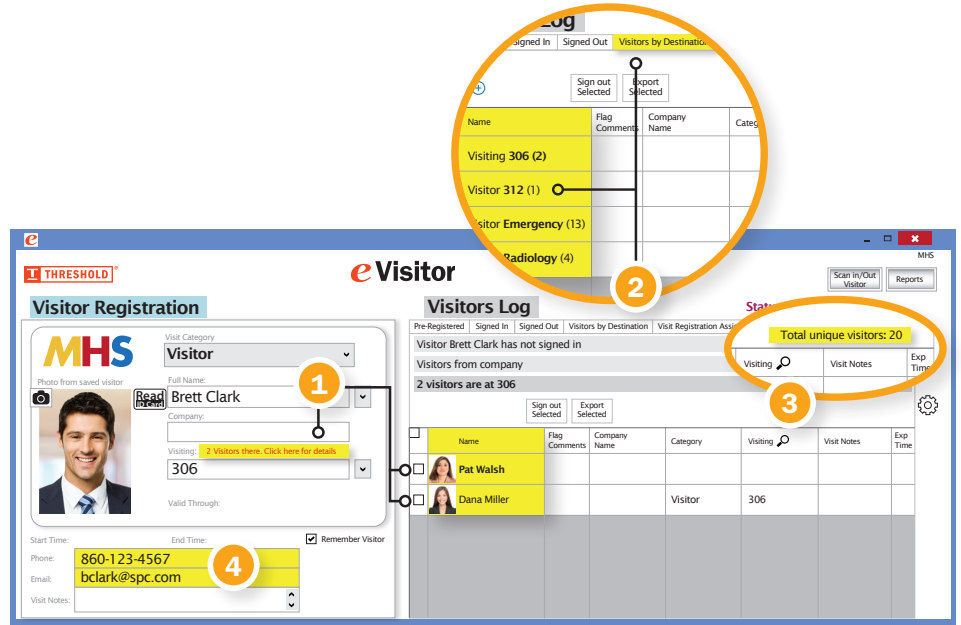 Log
Signed In
Signed Out
Visitors by Destination
Sign out
Selected
Export
Selected
Name
Flag
Comments
Company
Name
Categ
Visiting 306 (2)
Visitor 312 (1)
isitor Emergency (13)
Radiology (4)
2
e
MHS
I THRESHOLD®
eVisitor
Scan in/Out
Visitor
Reports
Visitor Registration
MHS
Photo from saved visitor
Visit Category
Visitor
Full Name:
Read
ID Card
Brett Clark
1
Company:
Visiting:
2 Visitors there. Click here for details
306
Valid Through:
Start Time:
End Time:
Remember Visitor
Phone:
860-123-4567
Email:
bclark@spc.com
4
Visit Notes:
Visitors Log
Statu
Pre-Registered
Signed In
Signed Out
Visitors by Destination
Visit Registration Assi
Visitor Brett Clark has not signed in
Visitors from company
2 visitors are at 306
Total unique visitors: 20
Visiting
Visit Notes
Exp
Time
3
Sign out
Selected
Export
Selected
Name
Flag
Comments
Company
Name
Category
Visiting
Visit Notes
Exp
Time
Pat Walsh
Dana Miller
Visitor
306